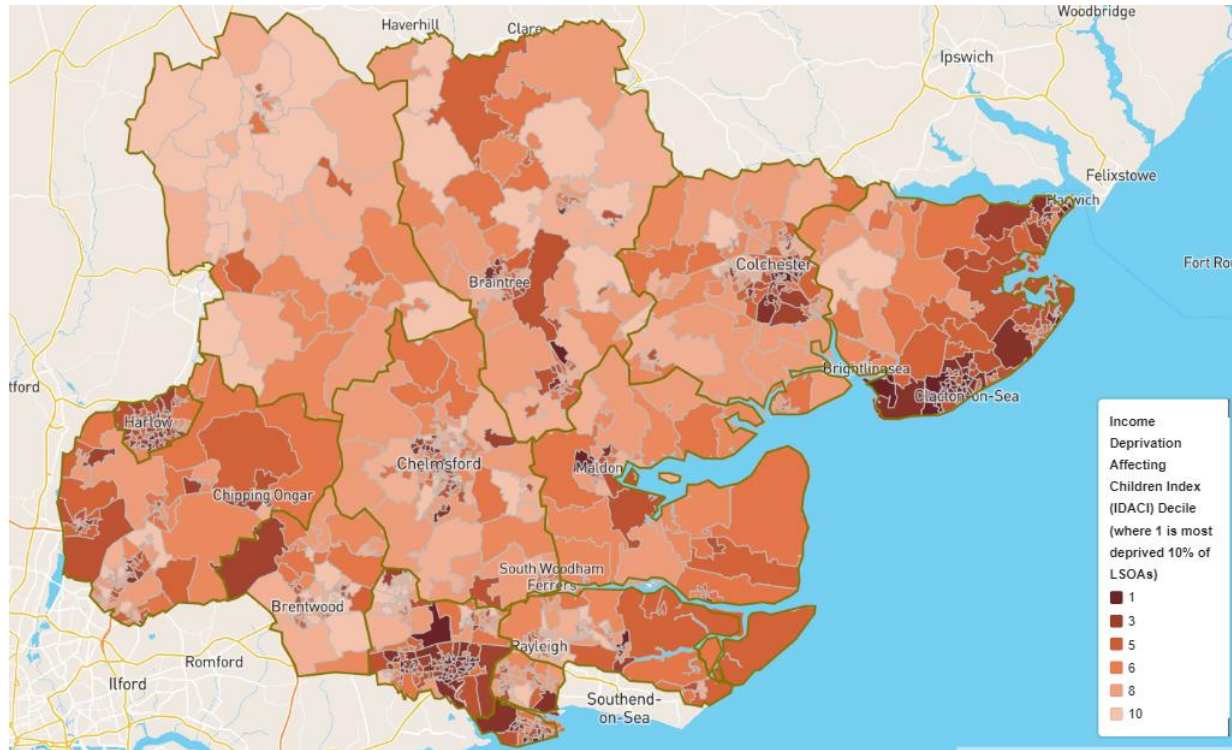 Woodbridge
Haverhill
Clare
Ipswich
Felixstowe
Harwich
Fort Rou
Colchester
Braintree
Brightlingsea
Clacton-on-Sea
tford
Harlow
Chelmsford
Maldon
Chipping Ongar
South Woodham
Ferrers
Brentwood
Rayleigh
Romford
Ilford
Southend-
on-Sea
Income
Deprivation
Affecting
Children Index
(IDACI) Decile
(where 1 is most
deprived 10% of
LSOAs)
1
3
5
6
8
10